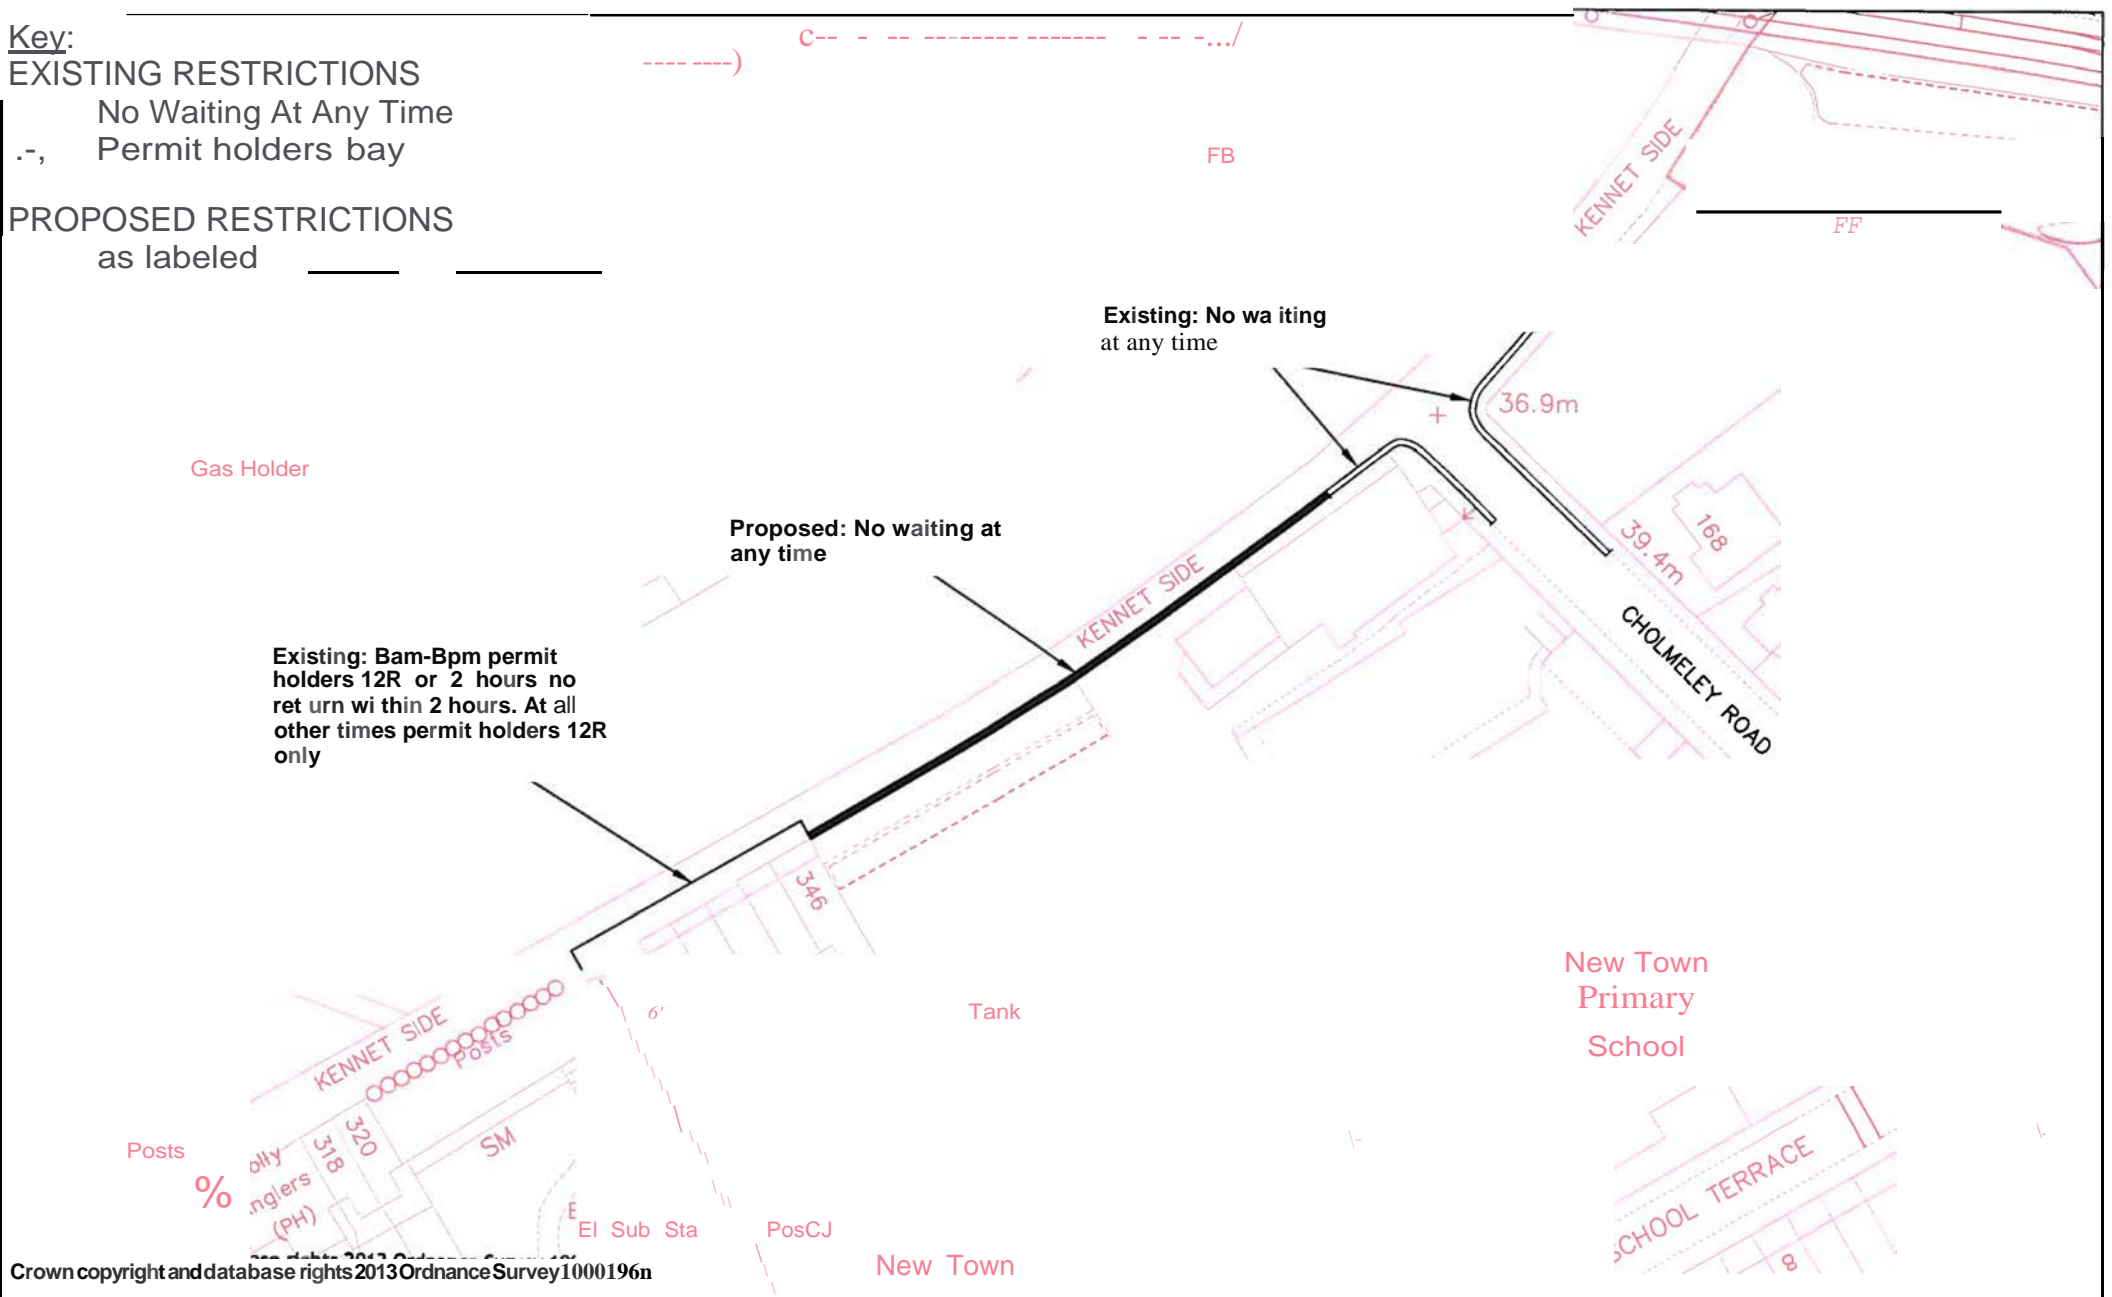 Key:
EXISTING RESTRICTIONS
No Waiting At Any Time
.-, Permit holders bay
PROPOSED RESTRICTIONS
as labeled
c-- - -- --------- ------- - -- -.../
---- ----)
FB
KENNET SIDE
FF
Existing: No wa iting
at any time
36.9m
Gas Holder
168
39.4m
Proposed: No waiting at
any time
KENNET SIDE
CHOLMELEY ROAD
Existing: Bam-Bpm permit
holders 12R or 2 hours no
ret urn wi thin 2 hours. At all
other times permit holders 12R
only
346
New Town
Primary
School
6'
Tank
KENNET SIDE
Posts
320
318
SM
Posts
%
olly
nglers
(PH)
E
El Sub Sta
PosCJ
New Town
SCHOOL TERRACE
8
Crown copyright and database rights 2013 Ordnance Survey 1000196n